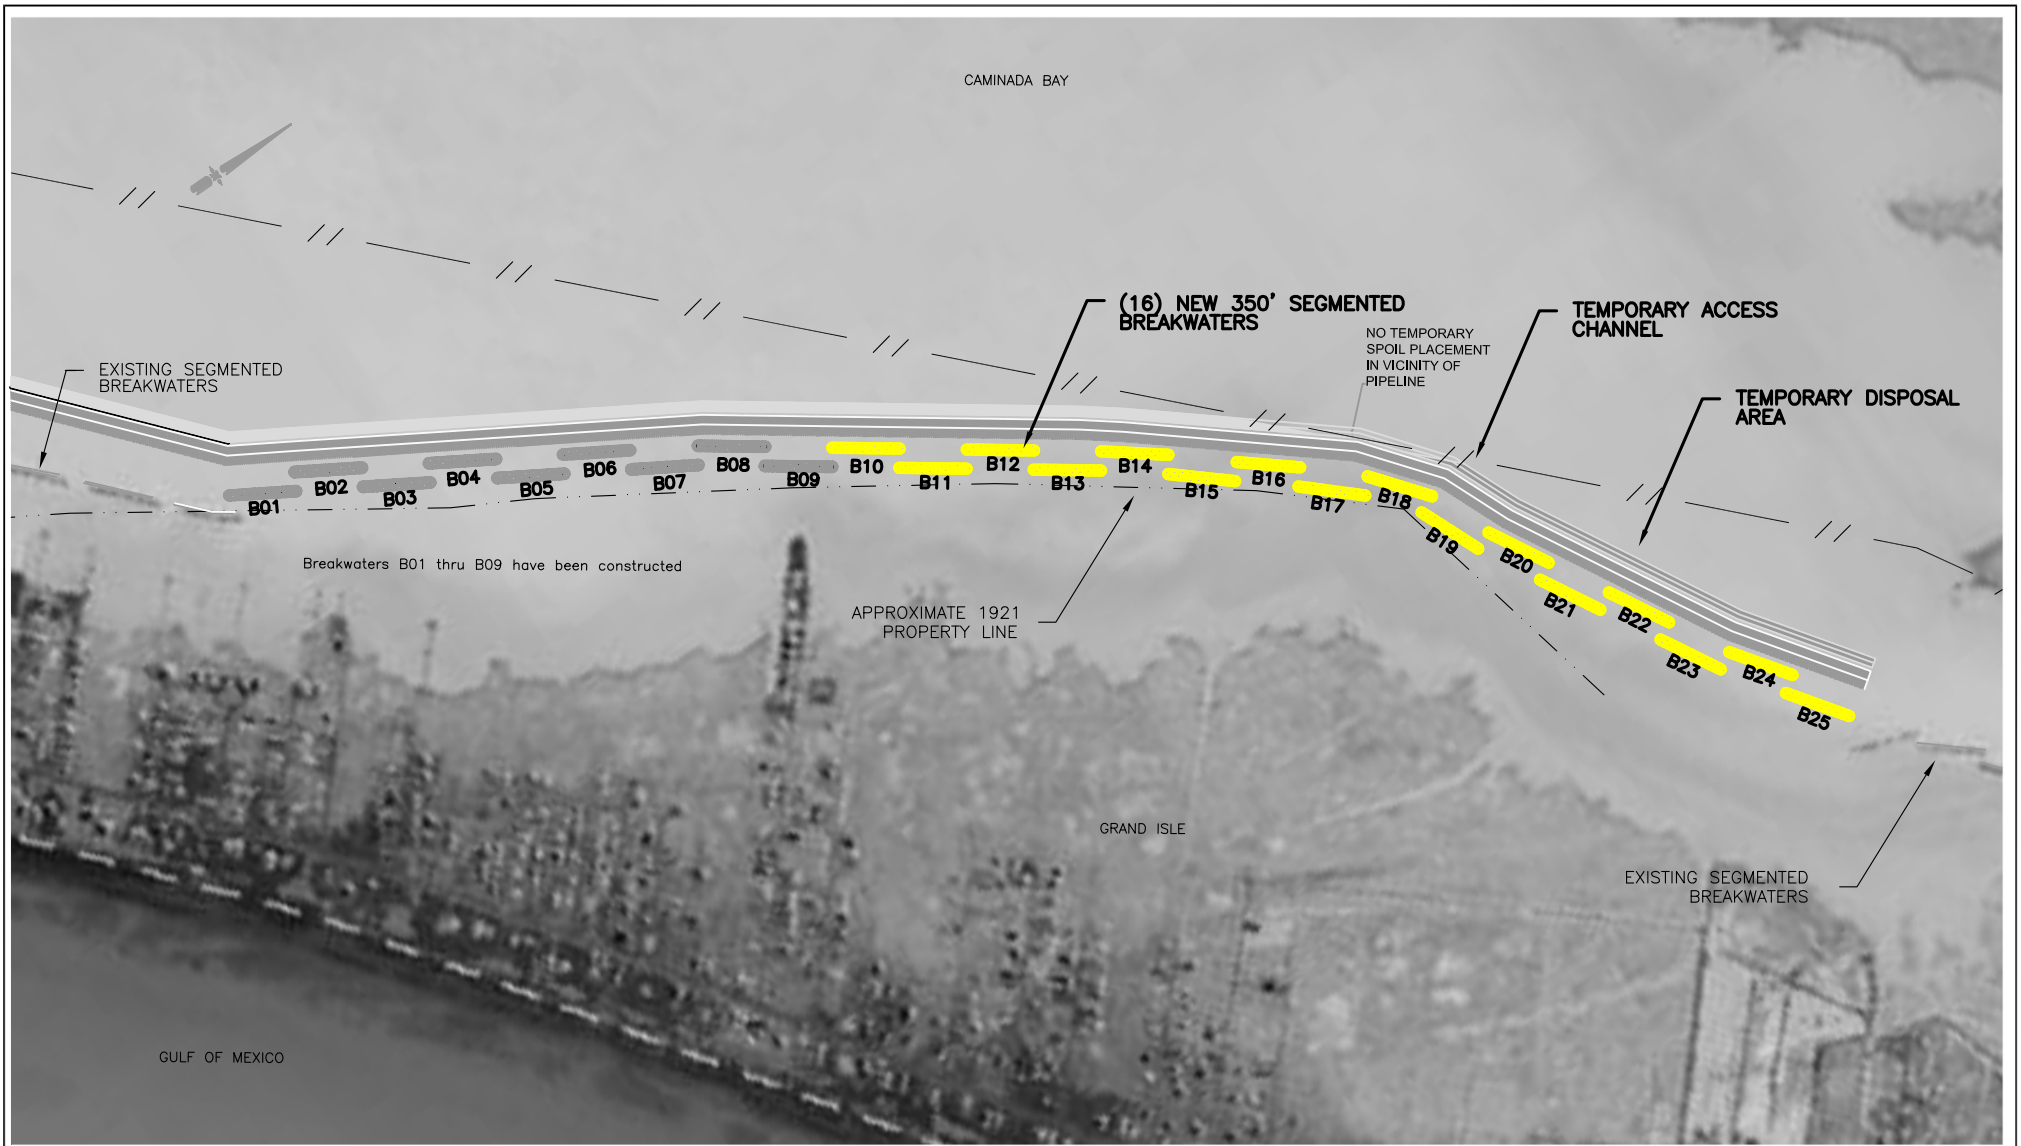 CAMINADA BAY
(16) NEW 350' SEGMENTED
BREAKWATERS
TEMPORARY ACCESS
CHANNEL
NO TEMPORARY
SPOIL PLACEMENT
IN VICINITY OF
PIPELINE
EXISTING SEGMENTED
BREAKWATERS
TEMPORARY DISPOSAL
AREA
B01
B02
B03
B04
B05
B06
B07
B08
B09
B10
B11
B12
B13
B14
B15
B16
B17
B18
B19
B20
B21
B22
B23
B24
B25
Breakwaters B01 thru B09 have been constructed
APPROXIMATE 1921
PROPERTY LINE
GRAND ISLE
EXISTING SEGMENTED
BREAKWATERS
GULF OF MEXICO